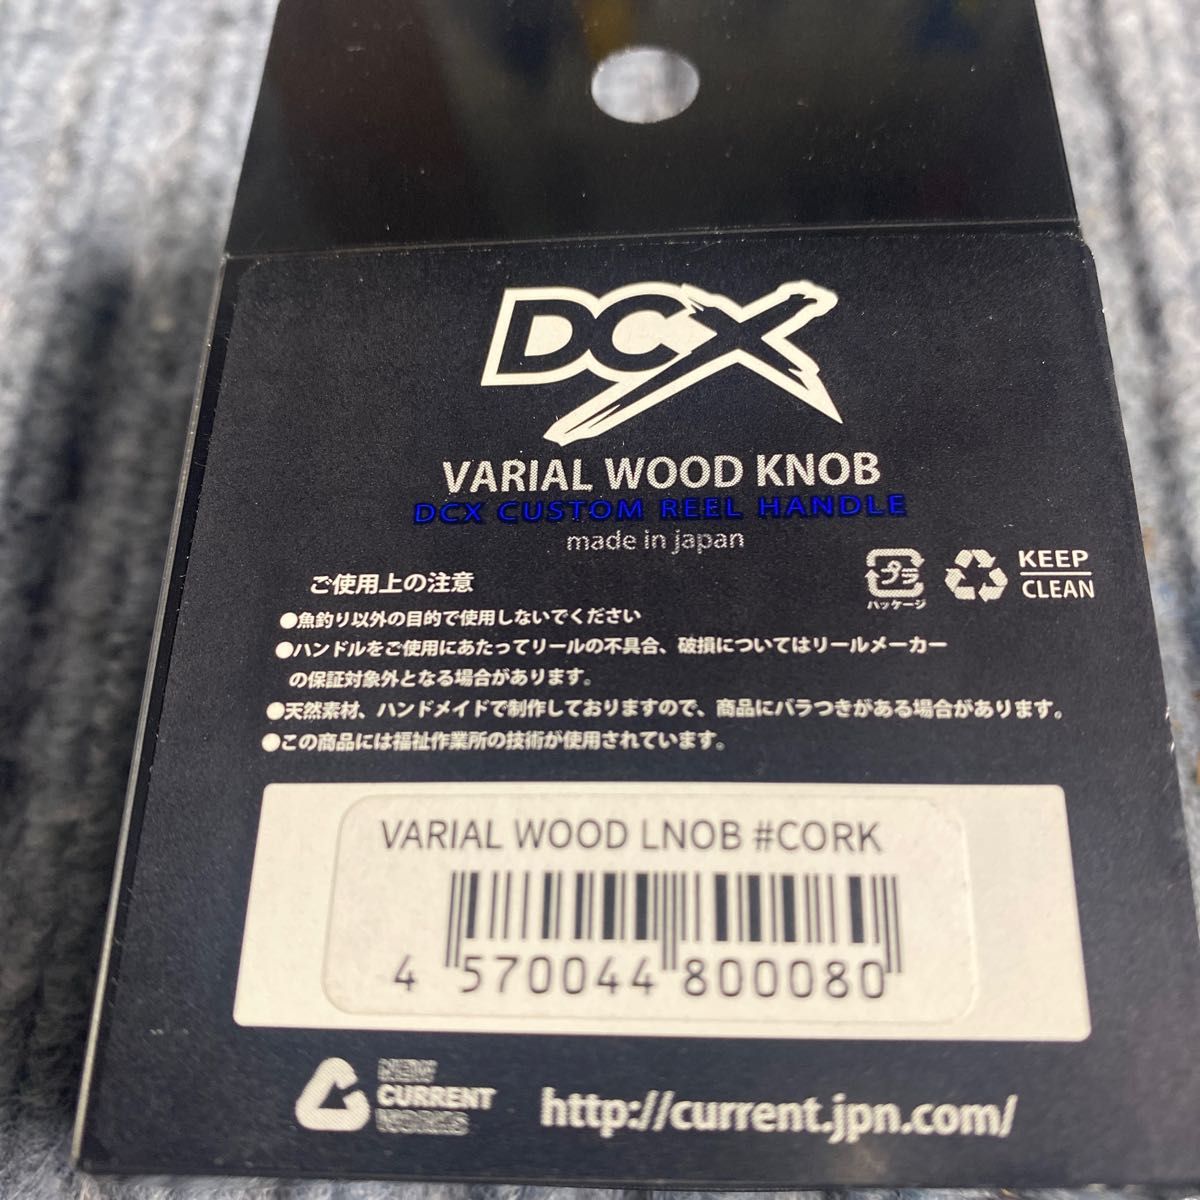 DCX
VARIAL WOOD KNOB
DCX CUSTOM REEL HANDLE
made in japan
プラ
パッケージ
KEEP
CLEAN
ご使用上の注意
●魚釣り以外の目的で使用しないでください
●ハンドルをご使用にあたってリールの不具合、破損についてはリールメーカー
の保証対象外となる場合があります。
●天然素材、ハンドメイドで制作しておりますので、商品にバラつきがある場合があります。
●この商品には福祉作業所の技術が使用されています。
VARIAL WOOD LNOB #CORK
4 570044 800080
NEW
CURRENT
WORKS
http://current.jpn.com/